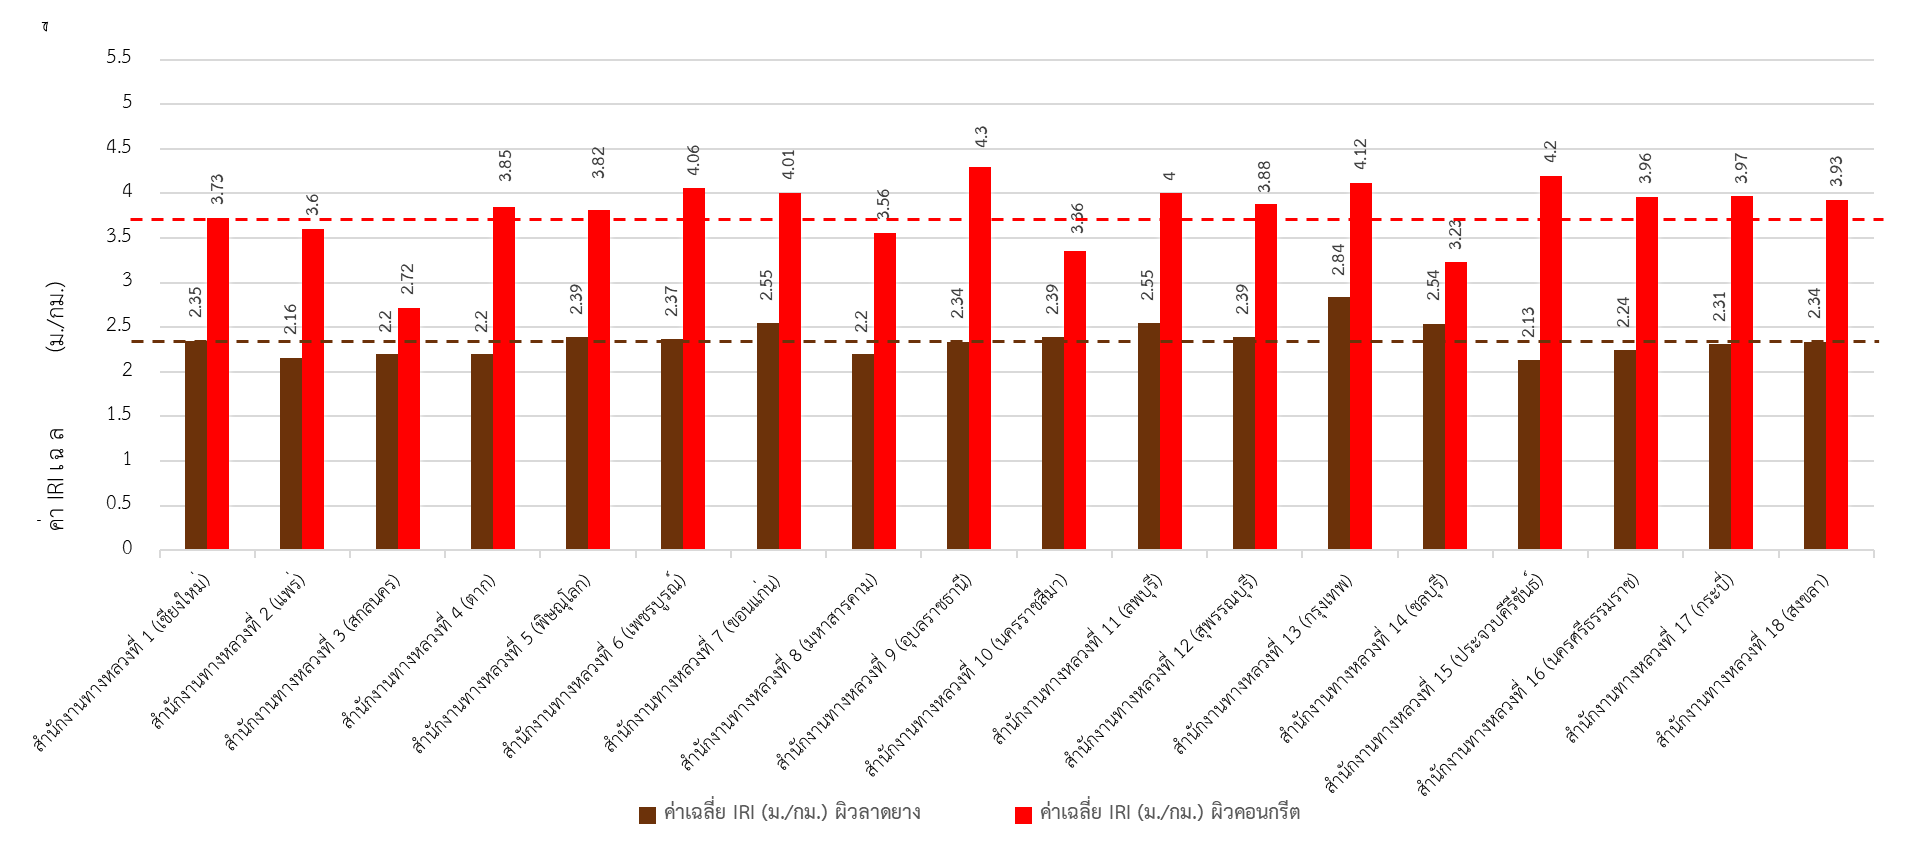 ที่
5.5
5
4.5
4
3.5
3
2.5
2
1.5
1
0.5
0
ค่า IRI เฉ ล (ม./กม.)
2.35
3.73
2.16
3.6
2.2
2.72
2.2
3.85
2.39
3.82
2.37
4.06
2.55
4.01
2.2
3.56
2.34
4.3
2.39
3.36
2.55
4
2.39
3.88
2.84
4.12
2.54
3.23
2.13
4.2
2.24
3.96
2.31
3.97
2.34
3.93
สำนักงานทางหลวงที่ 1 (เชียงใหม่)
สำนักงานทางหลวงที่ 2 (แพร่)
สำนักงานทางหลวงที่ 3 (สกลนคร)
สำนักงานทางหลวงที่ 4 (ตาก)
สำนักงานทางหลวงที่ 5 (พิษณุโลก)
สำนักงานทางหลวงที่ 6 (เพชรบูรณ์)
สำนักงานทางหลวงที่ 7 (ขอนแก่น)
สำนักงานทางหลวงที่ 8 (มหาสารคาม)
สำนักงานทางหลวงที่ 9 (อุบลราชธานี)
สำนักงานทางหลวงที่ 10 (นครราชสีมา)
สำนักงานทางหลวงที่ 11 (ลพบุรี)
สำนักงานทางหลวงที่ 12 (สุพรรณบุรี)
สำนักงานทางหลวงที่ 13 (กรุงเทพ)
สำนักงานทางหลวงที่ 14 (ชลบุรี)
สำนักงานทางหลวงที่ 15 (ประจวบคีรีขันธ์)
สำนักงานทางหลวงที่ 16 (นครศรีธรรมราช)
สำนักงานทางหลวงที่ 17 (กระบี่)
สำนักงานทางหลวงที่ 18 (สงขลา)
ค่าเฉลี่ย IRI (ม./กม.) ผิวลาดยาง
ค่าเฉลี่ย IRI (ม./กม.) ผิวคอนกรีต